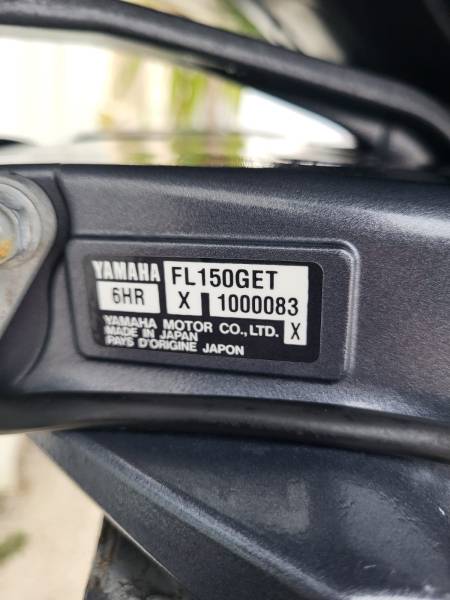 YAMAHA FL150GET
6HR X 1000083
YAMAHA MOTOR CO.,LTD. X
MADE IN JAPAN
PAYS D'ORIGINE JAPON